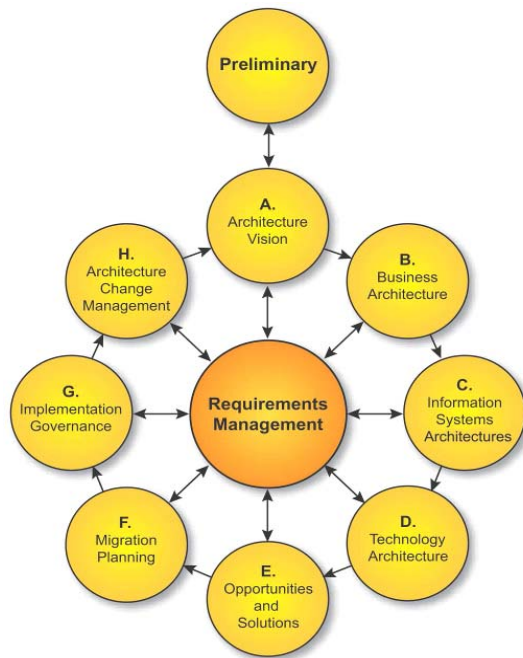 Preliminary
A.
Architecture
Vision
B.
Business
Architecture
C.
Information
Systems
Architectures
D.
Technology
Architecture
E.
Opportunities
and
Solutions
F.
Migration
Planning
G.
Implementation
Governance
H.
Architecture
Change
Management
Requirements
Management